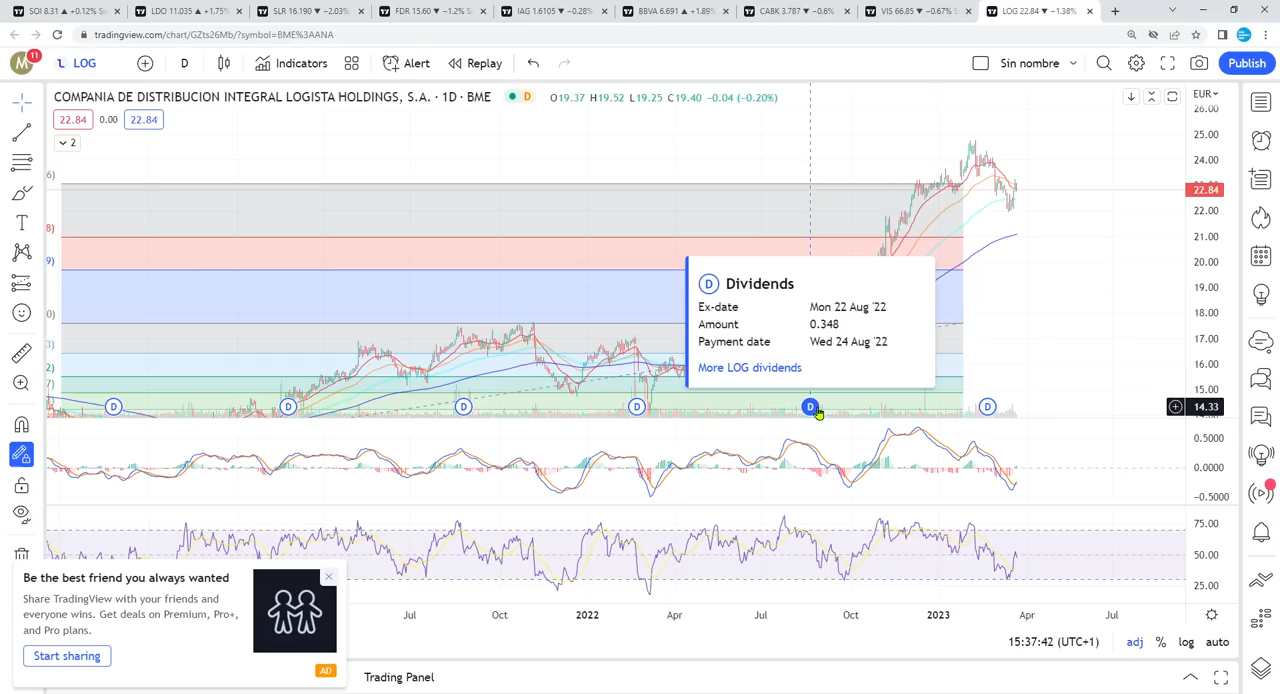 SOI 8.31 ▲ +0.12% S
LDO 11.035 ▲ +1.75%
SLR 16.190 ▼ −2.03%
FDR 15.60 ▼ −1.2% S
IAG 1.6105 ▼ −0.28%
BBVA 6.691 ▲ +1.89%
CABK 3.787 ▼ −0.6%
VIS 66.85 ▼ −0.67% S
LOG 22.84 ▼ −1.38%
tradingview.com/chart/GZts26Mb/?symbol=BME%3AANA
M 11 LOG D Indicators Alert Replay Sin nombre Publish
COMPANIA DE DISTRIBUCION INTEGRAL LOGISTA HOLDINGS, S.A. · 1D · BME D O19.37 H19.52 L19.25 C19.40 −0.04 (−0.20%)
EUR
22.84 0.00 22.84
2
26.00
25.00
24.00
22.84
22.00
21.00
20.00
19.00
18.00
17.00
16.00
15.00
14.33
6)
8)
9)
0)
3)
2)
7)
D Dividends
Ex-date Mon 22 Aug '22
Amount 0.348
Payment date Wed 24 Aug '22
More LOG dividends
D D D D D D
0.5000
0.0000
−0.5000
75.00
50.00
25.00
Jul Oct 2022 Apr Jul Oct 2023 Apr Jul
Be the best friend you always wanted
Share TradingView with your friends and
everyone wins. Get deals on Premium, Pro+,
and Pro plans.
Start sharing
AD
15:37:42 (UTC+1) adj % log auto
Trading Panel